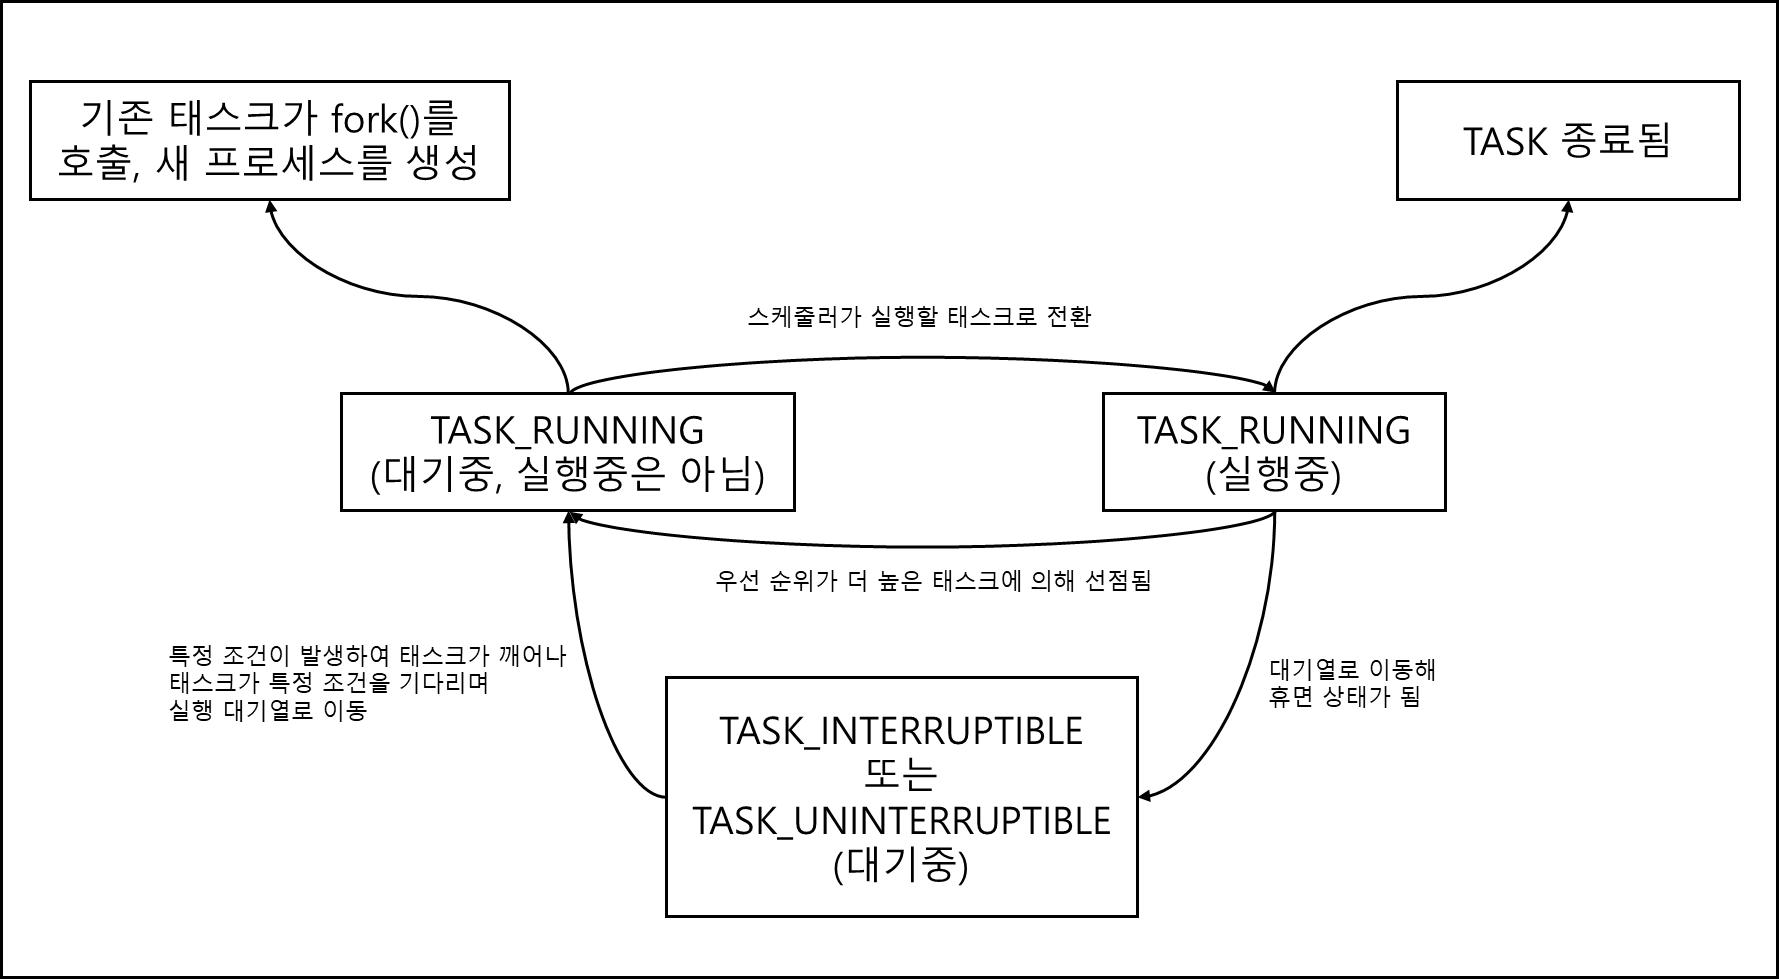 기존 태스크가 fork()를
호출, 새 프로세스를 생성
TASK 종료됨
스케줄러가 실행할 태스크로 전환
TASK_RUNNING
(대기중, 실행중은 아님)
TASK_RUNNING
(실행중)
우선 순위가 더 높은 태스크에 의해 선점됨
특정 조건이 발생하여 태스크가 깨어나
태스크가 특정 조건을 기다리며
실행 대기열로 이동
대기열로 이동해
휴면 상태가 됨
TASK_INTERRUPTIBLE
또는
TASK_UNINTERRUPTIBLE
(대기중)